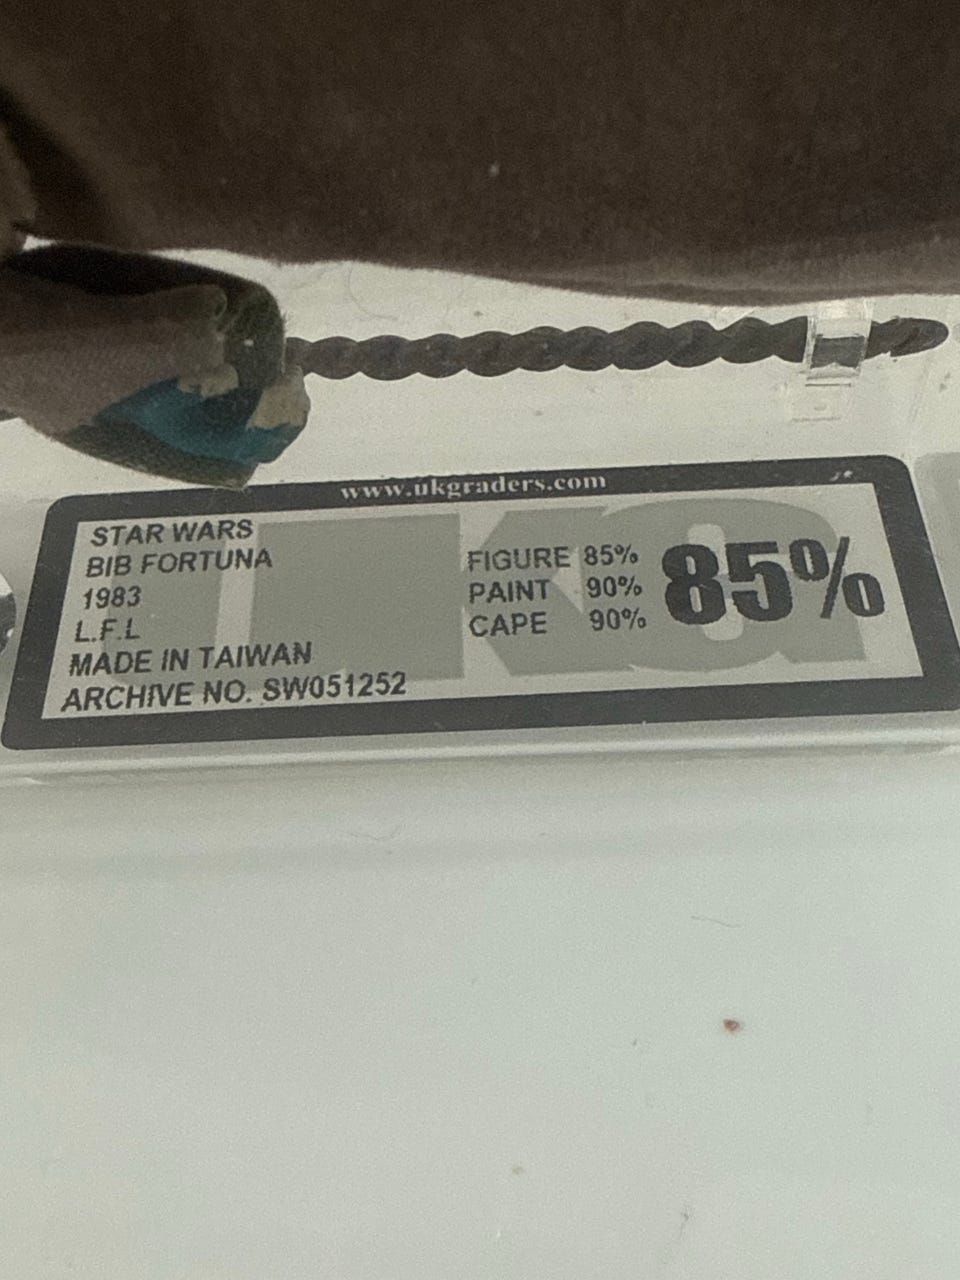 www.ukgraders.com
STAR WARS
BIB FORTUNA
1983
L.F.L
MADE IN TAIWAN
ARCHIVE NO. SW051252
FIGURE 85%
PAINT 90%
CAPE 90%
85%
UKG